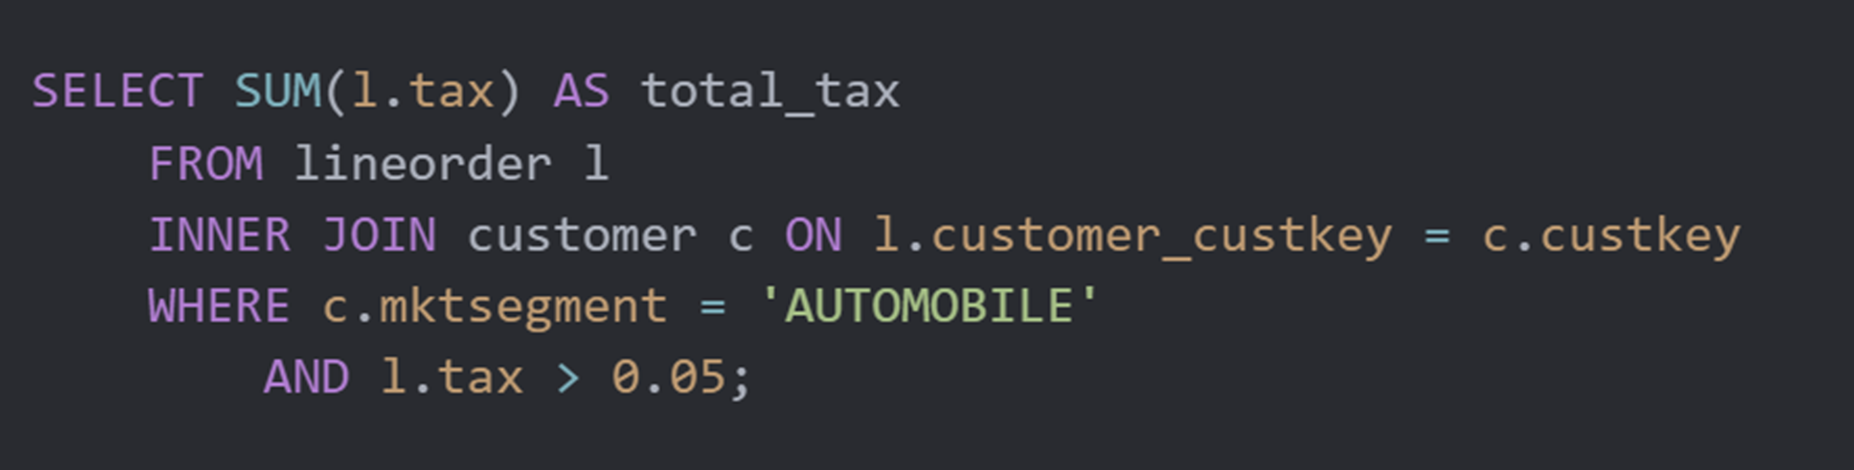 SELECT SUM(l.tax) AS total_tax
FROM lineorder l
INNER JOIN customer c ON l.customer_custkey = c.custkey
WHERE c.mktsegment = 'AUTOMOBILE'
AND l.tax > 0.05;